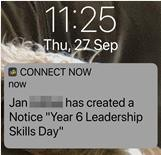 11:25
Thu, 27 Sep
CONNECT NOW
now
Jan has created a
Notice "Year 6 Leadership
Skills Day"